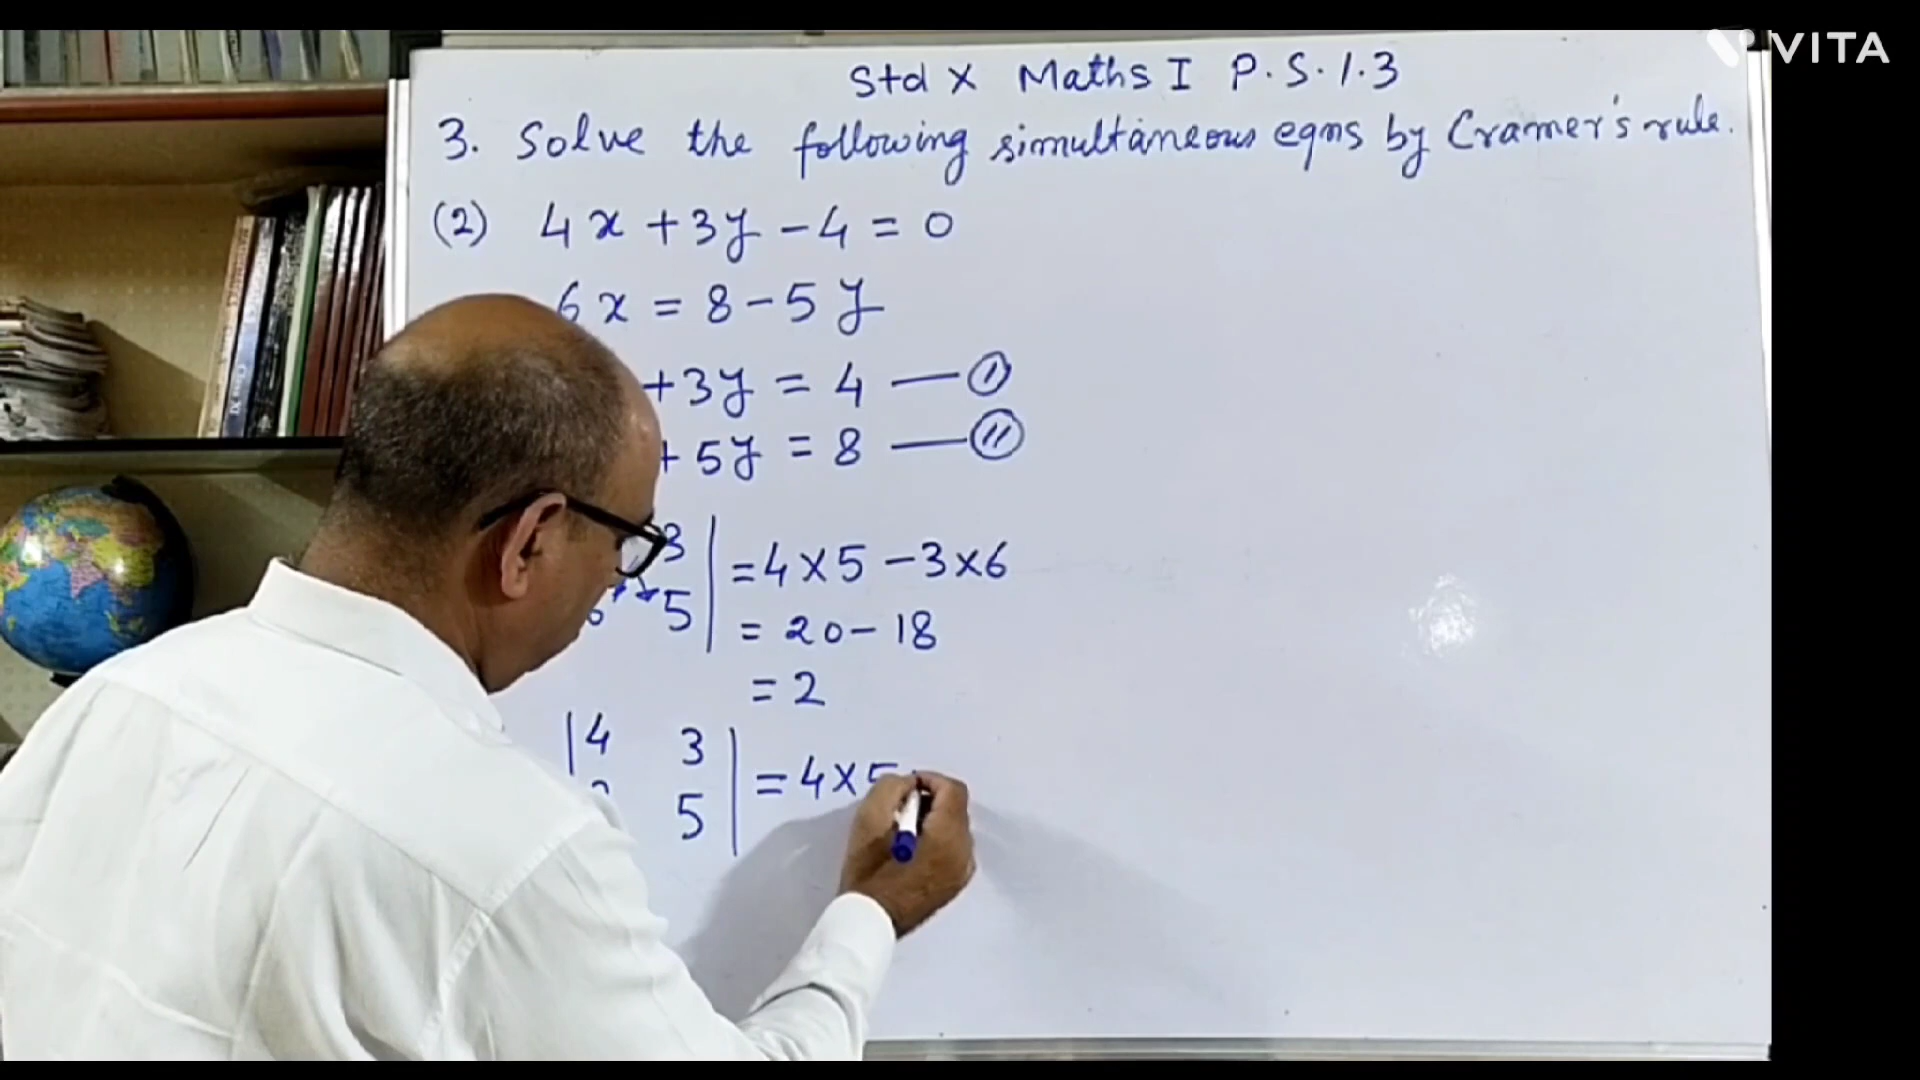 VITA
Std X Maths I P.S.1.3
3. Solve the following simultaneous eqns by Cramer's rule.
(2) 4x + 3y - 4 = 0
6x = 8 - 5y
+ 3y = 4 — (I)
+ 5y = 8 — (II)
3 | = 4 × 5 - 3 × 6
5 | = 20 - 18
= 2
| 4 3 | = 4 × 5
5